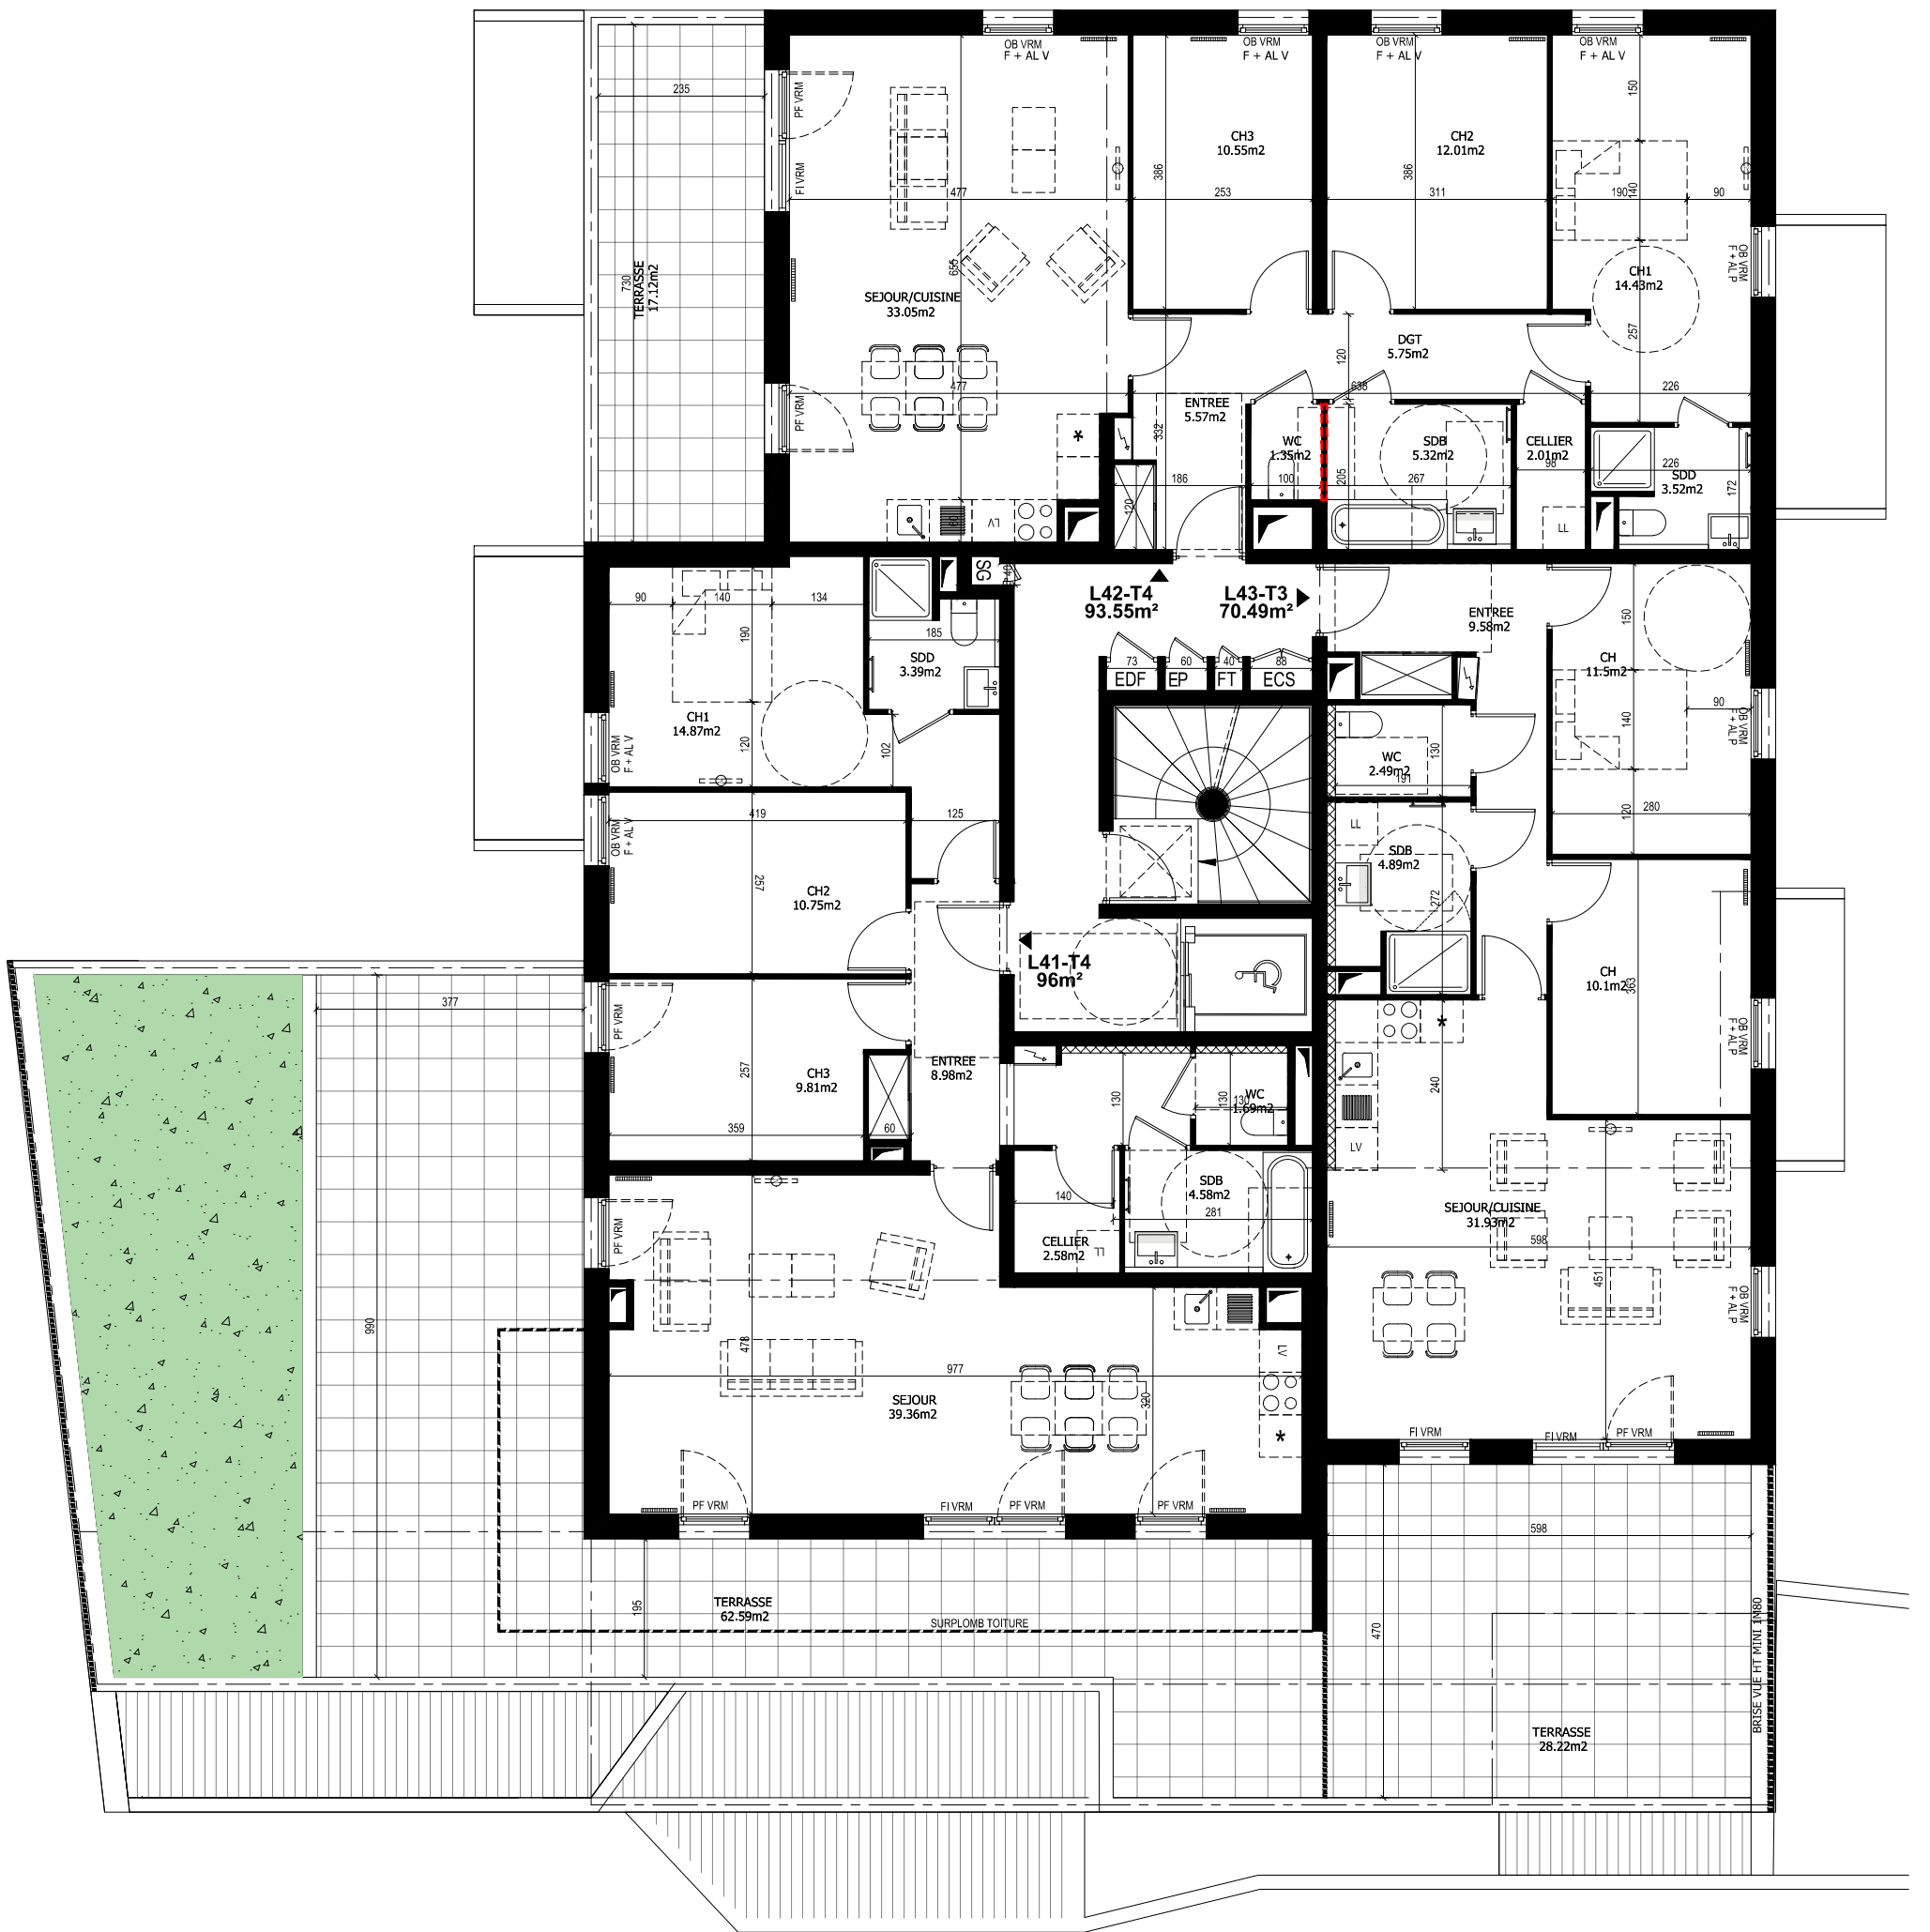 OB VRM
F + AL V
OB VRM
F + AL V
OB VRM
F + AL V
OB VRM
F + AL V
PF VRM
FI VRM
235
150
CH3
10.55m2
CH2
12.01m2
386
386
477
253
311
190
140
90
OB VRM
F + AL P
TERRASSE
17.12m2
730
655
SEJOUR/CUISINE
33.05m2
CH1
14.43m2
257
DGT
5.75m2
120
477
638
226
PF VRM
ENTREE
5.57m2
332
*
WC
1.35m2
SDB
5.32m2
CELLIER
2.01m2
98
226
SDD
3.52m2
172
186
100
205
267
120
60
LV
LL
SG
40
L42-T4
93.55m²
L43-T3
70.49m²
90
140
134
190
185
SDD
3.39m2
ENTREE
9.58m2
150
CH
11.5m2
73
60
40
88
EDF
EP
FT
ECS
CH1
14.87m2
120
102
OB VRM
F + AL V
WC
2.49m2
191
130
140
90
OB VRM
F + AL P
120
280
419
125
OB VRM
F + AL V
257
CH2
10.75m2
LL
SDB
4.89m2
272
L41-T4
96m²
CH
10.1m2
363
377
PF VRM
OB VRM
F + AL P
*
ENTREE
8.98m2
CH3
9.81m2
257
359
60
130
WC
1.69m2
130
130
240
LV
SDB
4.58m2
140
281
CELLIER
2.58m2
LL
SEJOUR/CUISINE
31.93m2
598
451
PF VRM
OB VRM
F + AL P
990
478
977
320
LV
SEJOUR
39.36m2
*
FI VRM
FI VRM
PF VRM
PF VRM
FI VRM
PF VRM
PF VRM
598
195
TERRASSE
62.59m2
SURPLOMB TOITURE
470
BRISE VUE HT MINI 1M80
TERRASSE
28.22m2